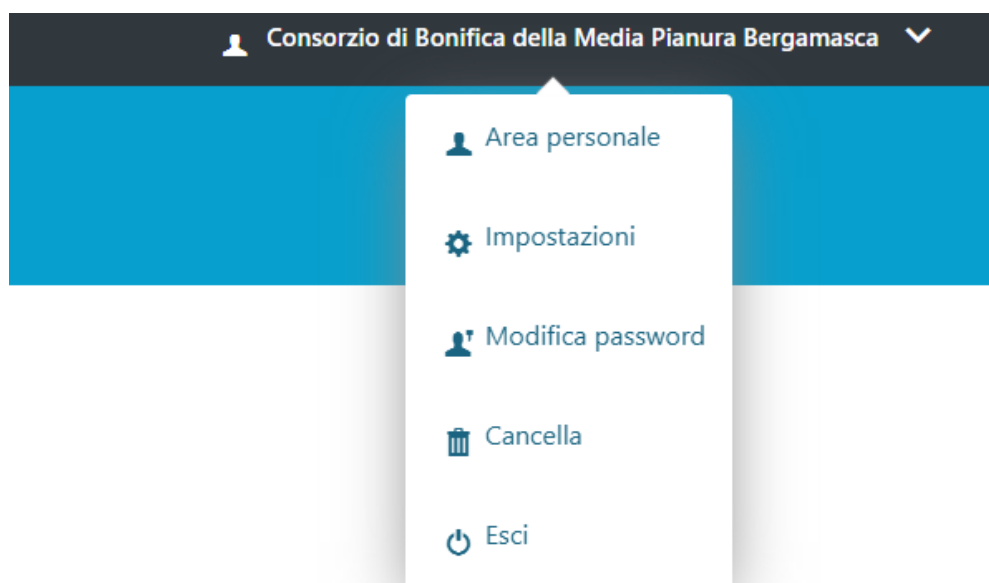 Consorzio di Bonifica della Media Pianura Bergamasca
Area personale
Impostazioni
Modifica password
Cancella
Esci